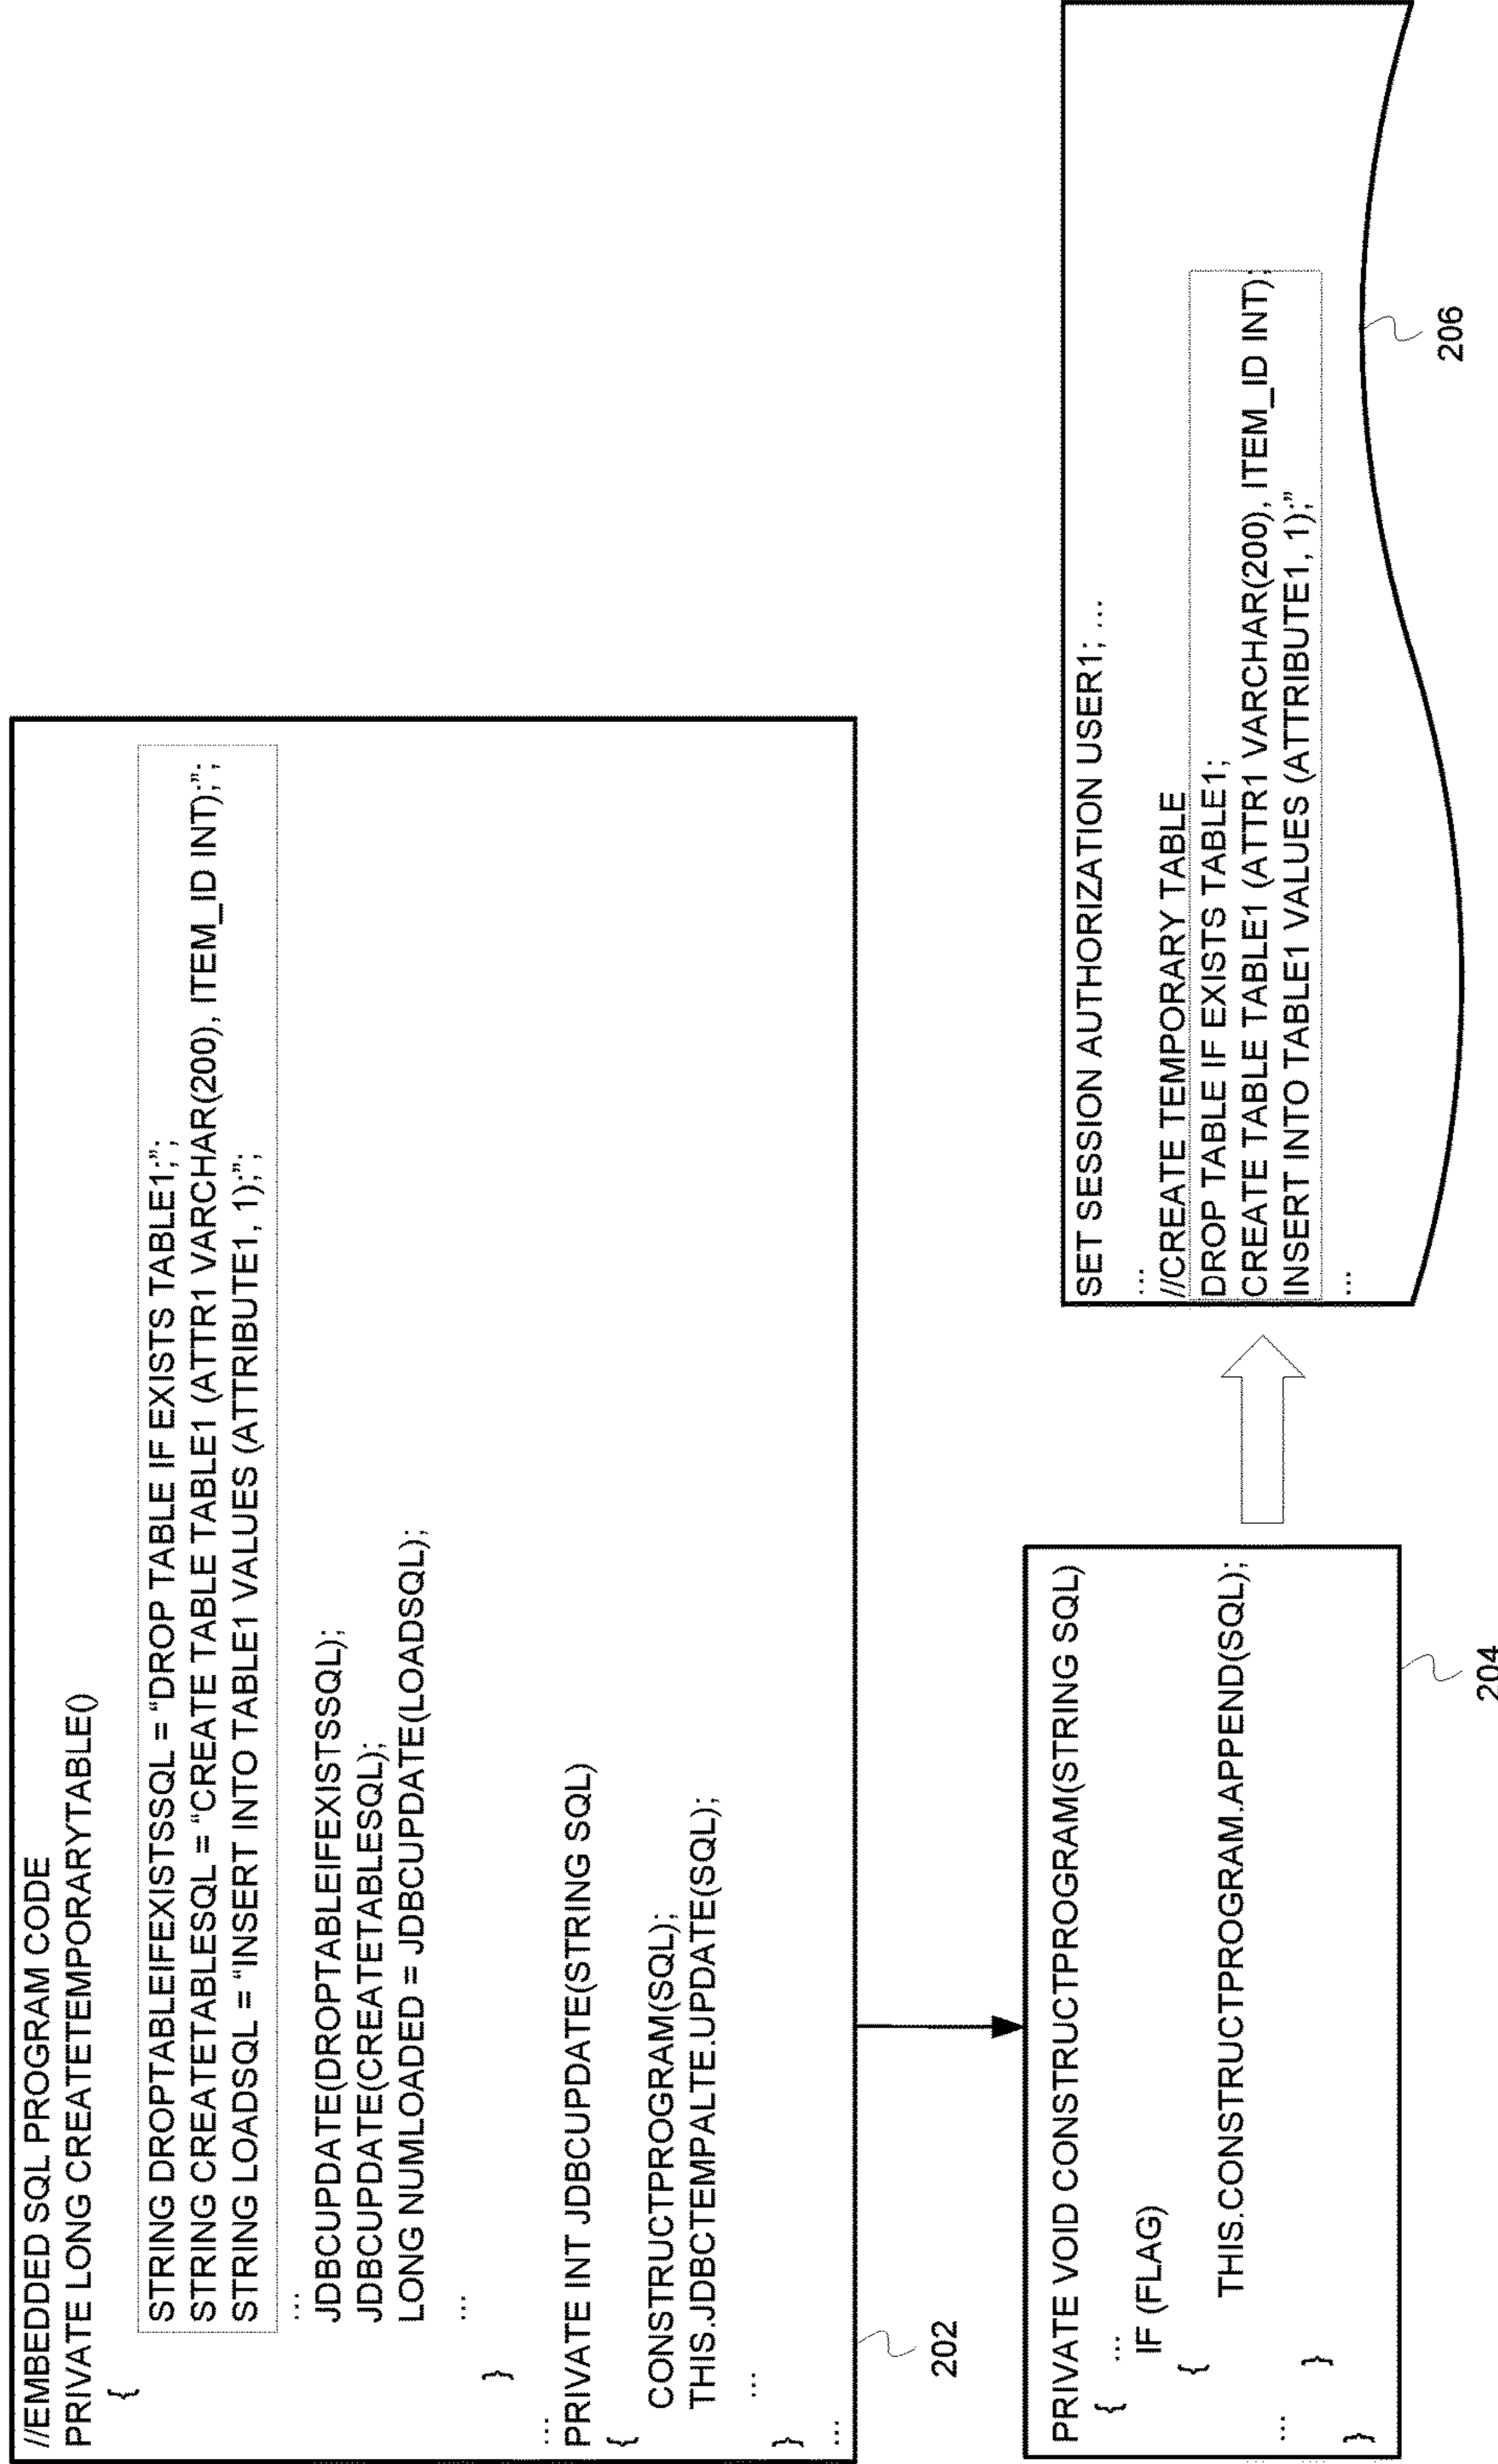 //EMBEDDED SQL PROGRAM CODE
PRIVATE LONG CREATETEMPORARYTABLE()
{
STRING DROPTABLEIFEXISTSSQL = “DROP TABLE IF EXISTS TABLE1;”;
STRING CREATETABLESQL = “CREATE TABLE TABLE1 (ATTR1 VARCHAR(200), ITEM_ID INT);”;
STRING LOADSQL = “INSERT INTO TABLE1 VALUES (ATTRIBUTE1, 1);”;
...
JDBCUPDATE(DROPTABLEIFEXISTSSQL);
JDBCUPDATE(CREATETABLESQL);
LONG NUMLOADED = JDBCUPDATE(LOADSQL);
...
}
...
PRIVATE INT JDBCUPDATE(STRING SQL)
{
CONSTRUCTPROGRAM(SQL);
THIS.JDBCTEMPALTE.UPDATE(SQL);
...
}
...
202
PRIVATE VOID CONSTRUCTPROGRAM(STRING SQL)
{
...
IF (FLAG)
{
THIS.CONSTRUCTPROGRAM.APPEND(SQL);
}
...
}
204
SET SESSION AUTHORIZATION USER1; ...
...
//CREATE TEMPORARY TABLE
DROP TABLE IF EXISTS TABLE1;
CREATE TABLE TABLE1 (ATTR1 VARCHAR(200), ITEM_ID INT);
INSERT INTO TABLE1 VALUES (ATTRIBUTE1, 1);”
...
206